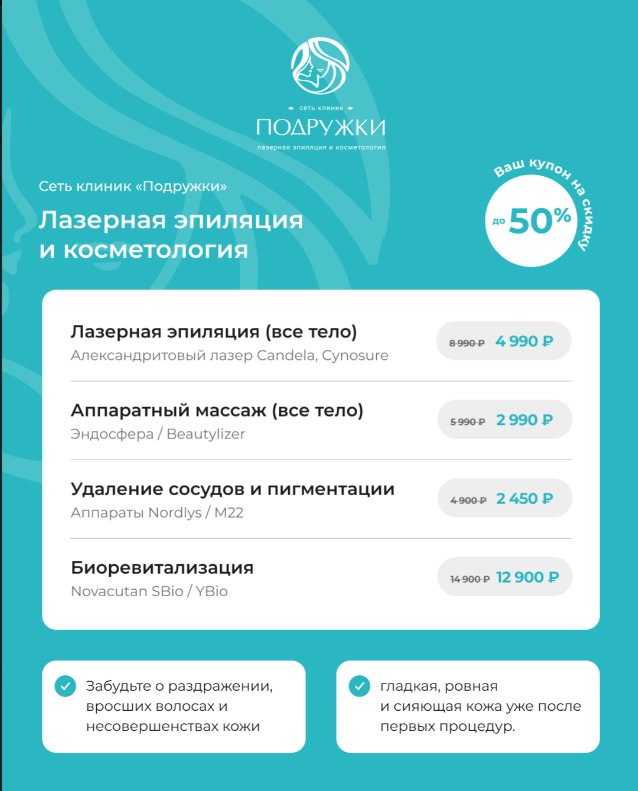 СЕТЬ КЛИНИК
ПОДРУЖКИ
лазерная эпиляция и косметология
Сеть клиник «Подружки»
Лазерная эпиляция
и косметология
Ваш купон на скидку
до 50%
Лазерная эпиляция (все тело)
Александритовый лазер Candela, Cynosure
8 990 ₽ 4 990 ₽
Аппаратный массаж (все тело)
Эндосфера / Beautylizer
5 990 ₽ 2 990 ₽
Удаление сосудов и пигментации
Аппараты Nordlys / M22
4 900 ₽ 2 450 ₽
Биоревитализация
Novacutan SBio / YBio
14 900 ₽ 12 900 ₽
Забудьте о раздражении,
вросших волосах и
несовершенствах кожи
гладкая, ровная
и сияющая кожа уже после
первых процедур.